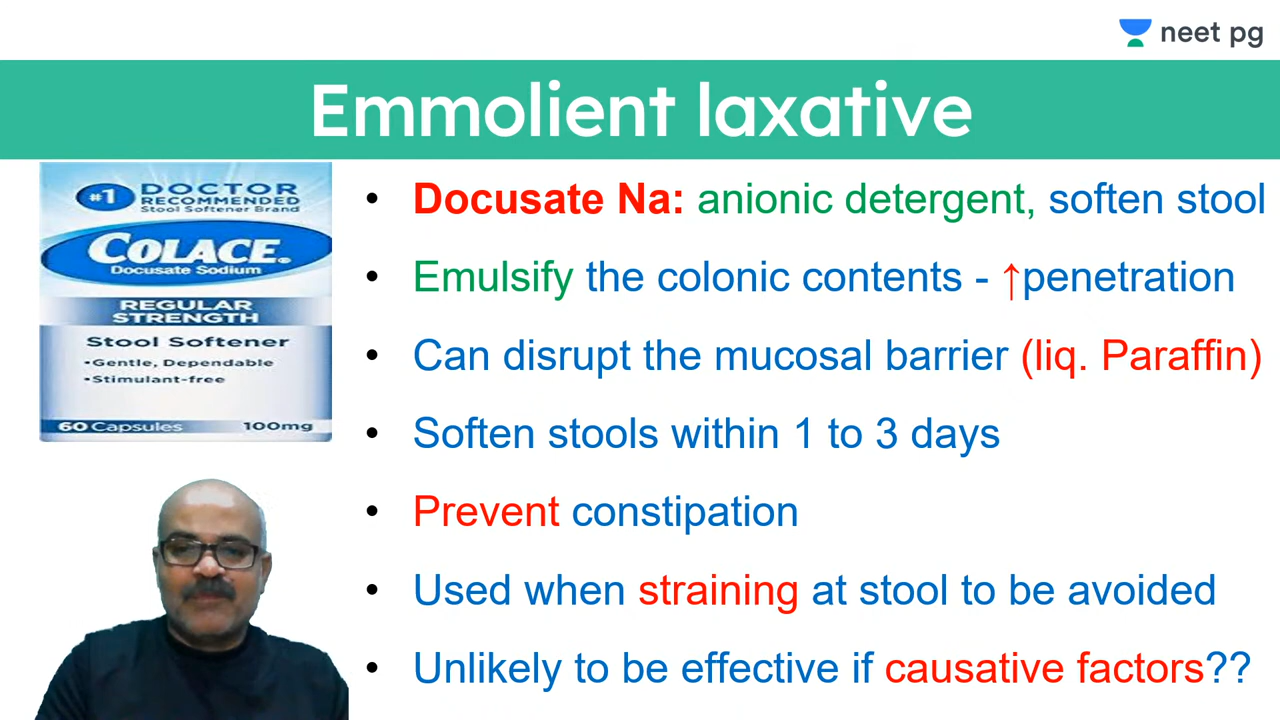 neet pg
Emmolient laxative
#1 DOCTOR
RECOMMENDED
Stool Softener Brand
COLACE®
Docusate Sodium
REGULAR
STRENGTH
Stool Softener
•Gentle, Dependable
•Stimulant-free
60 Capsules 100mg
• Docusate Na: anionic detergent, soften stool
• Emulsify the colonic contents - ↑penetration
• Can disrupt the mucosal barrier (liq. Paraffin)
• Soften stools within 1 to 3 days
• Prevent constipation
• Used when straining at stool to be avoided
• Unlikely to be effective if causative factors??